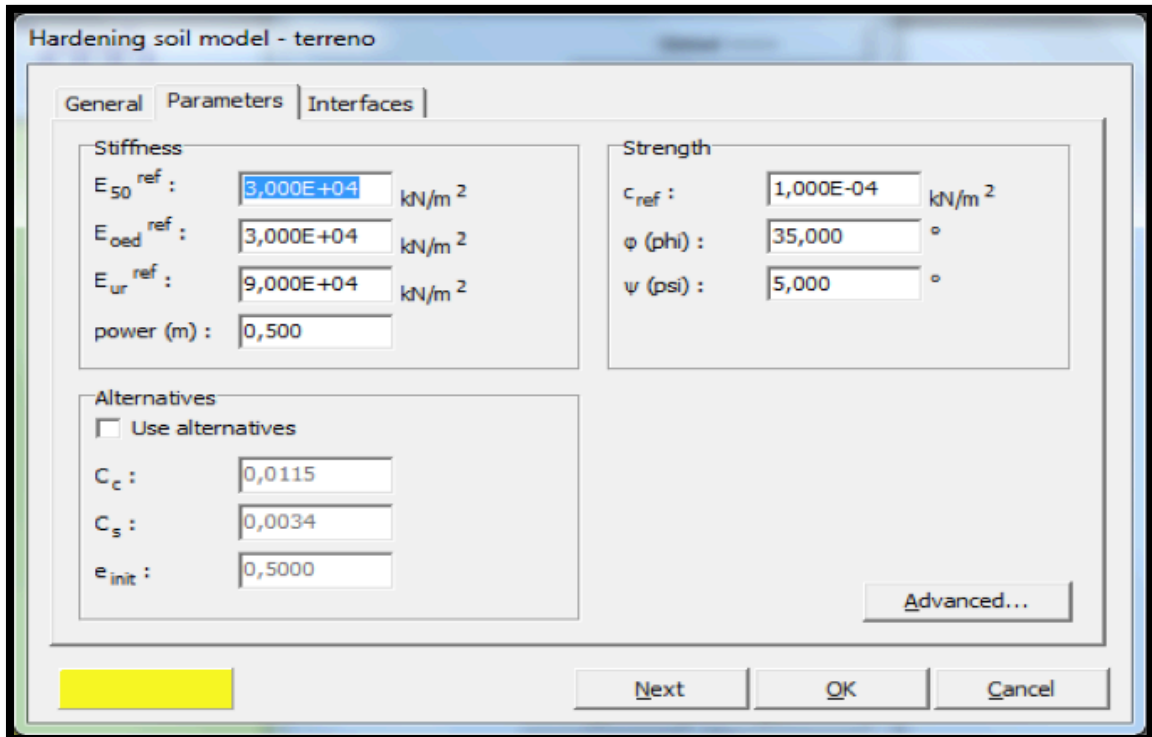 Hardening soil model - terreno
General Parameters Interfaces
Stiffness
E50 ref : 3,000E+04 kN/m 2
Eoed ref : 3,000E+04 kN/m 2
Eur ref : 9,000E+04 kN/m 2
power (m) : 0,500
Strength
cref : 1,000E-04 kN/m 2
φ (phi) : 35,000 °
ψ (psi) : 5,000 °
Alternatives
Use alternatives
Cc : 0,0115
Cs : 0,0034
einit : 0,5000
Advanced...
Next OK Cancel